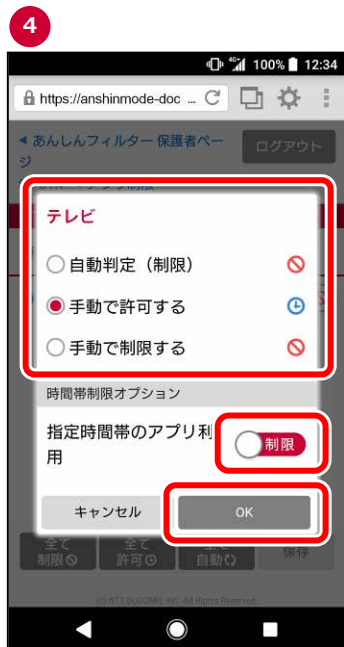 4
4G 100% 12:34
https://anshinmode-doc ...
◀ あんしんフィルター 保護者ペー
ジ
ログアウト
テレビ
自動判定（制限）
手動で許可する
手動で制限する
時間帯制限オプション
指定時間帯のアプリ利
用
制限
キャンセル
OK
全て
制限
全て
許可
全て
自動
保存
(c) NTT DOCOMO, INC. All Rights Reserved.